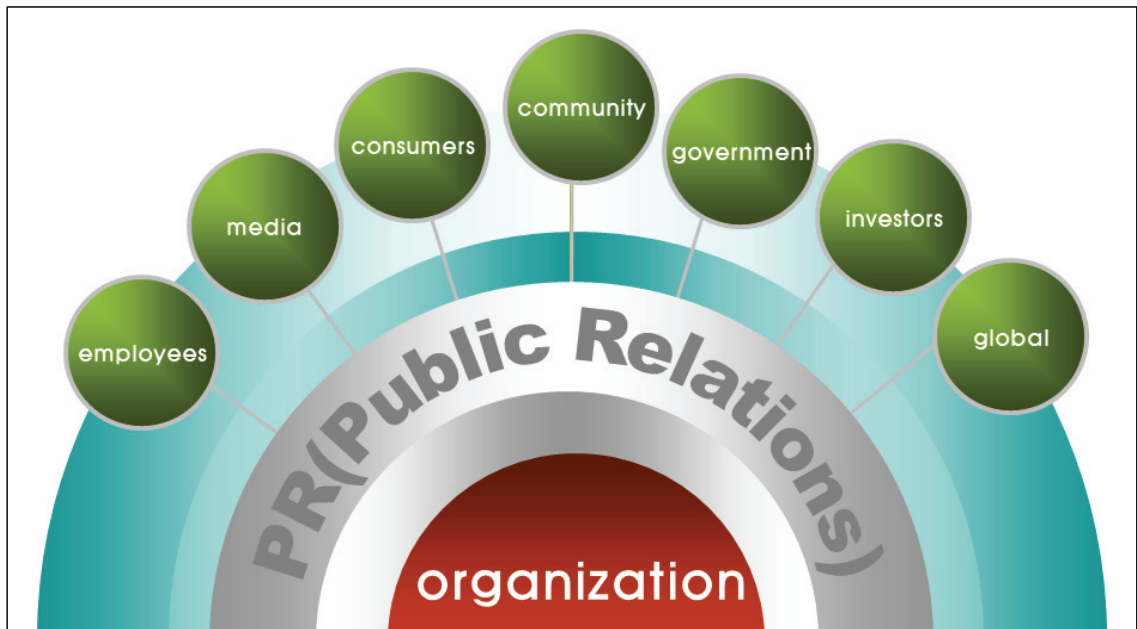 employees
media
consumers
community
government
investors
global
PR(Public Relations)
organization